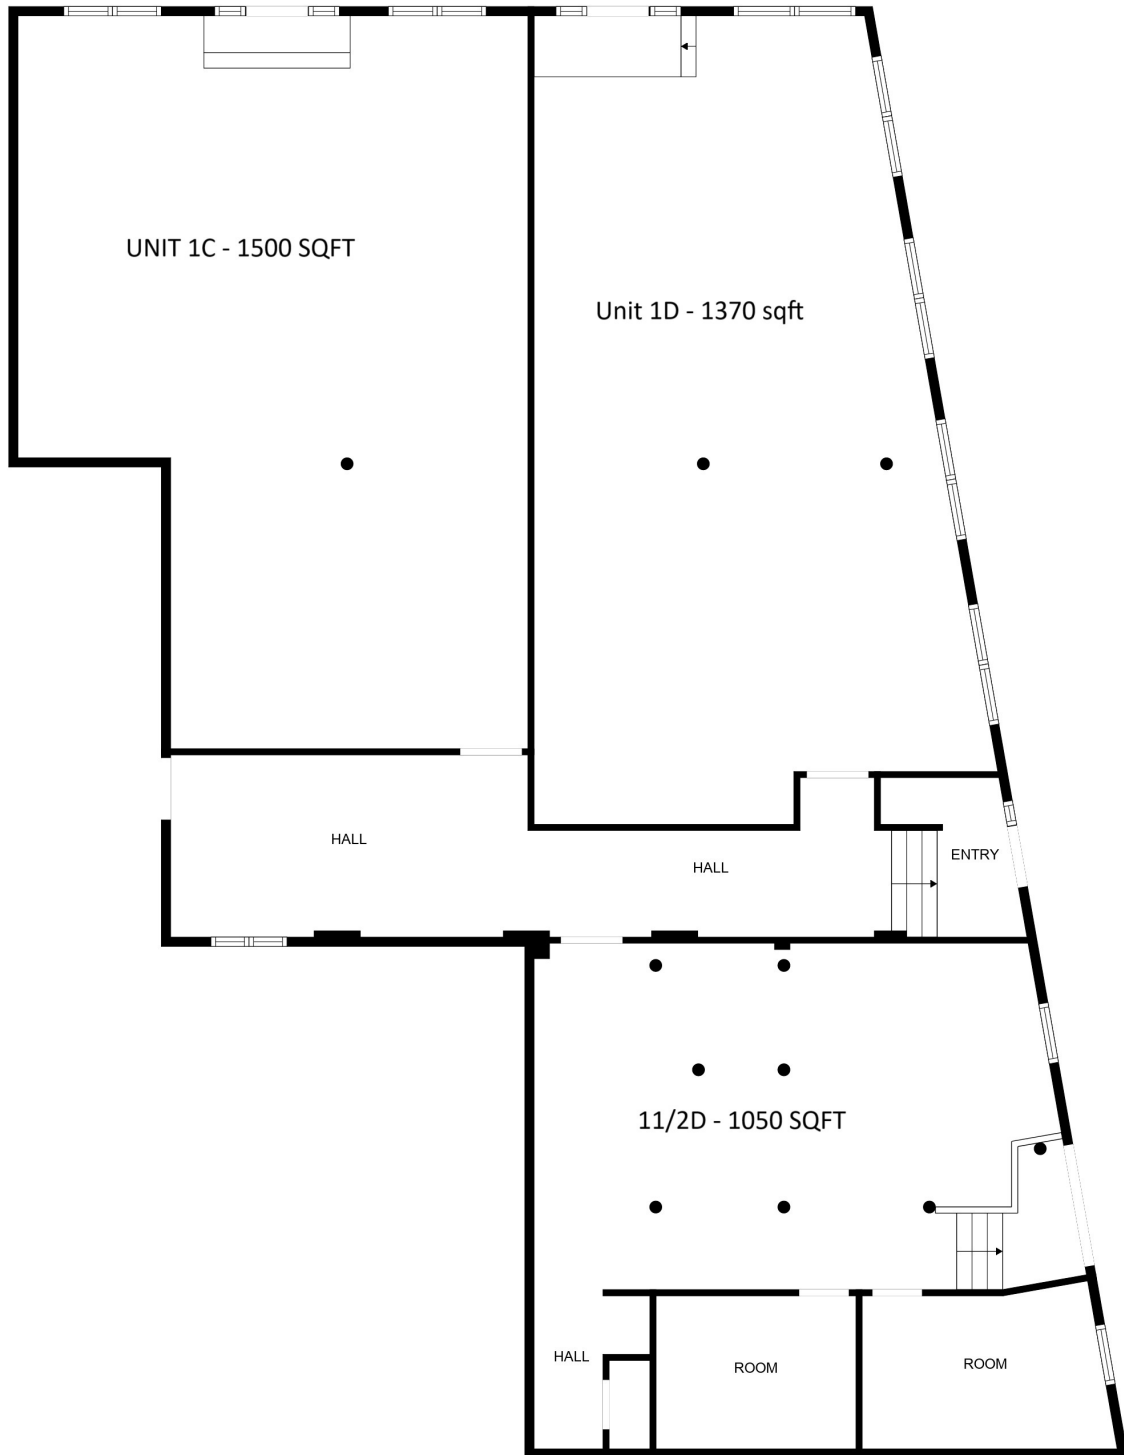 UNIT 1C - 1500 SQFT
Unit 1D - 1370 sqft
HALL
HALL
ENTRY
11/2D - 1050 SQFT
HALL
ROOM
ROOM